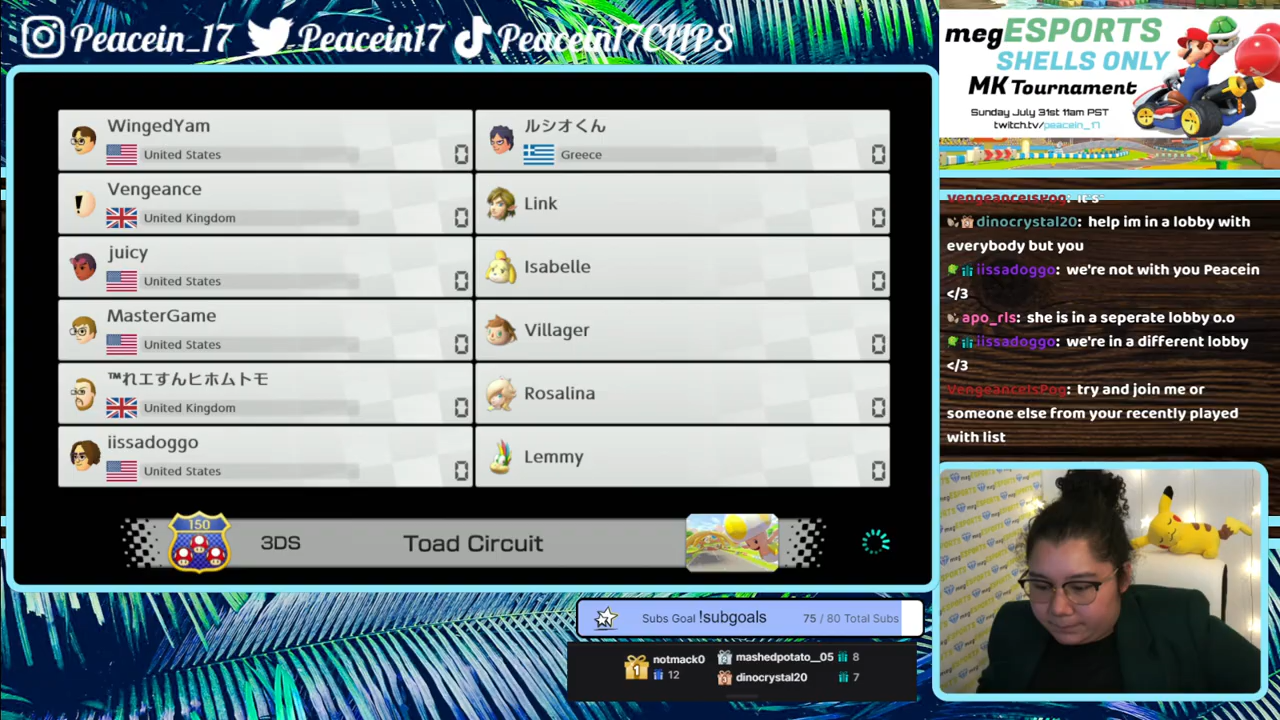 Peacein_17 Peacein17 Peacein17ClIPS
megESPORTS
SHELLS ONLY
MK Tournament
Sunday July 31st 11am PST
twitch.tv/peacein_17
WingedYam
United States 0
Vengeance
United Kingdom 0
juicy
United States 0
MasterGame
United States 0
™れエすんヒホムトモ
United Kingdom 0
iissadoggo
United States 0
ルシオくん
Greece 0
Link 0
Isabelle 0
Villager 0
Rosalina 0
Lemmy 0
150 3DS Toad Circuit
VengeanceIsPog: it's
dinocrystal20: help im in a lobby with
everybody but you
iissadoggo: we're not with you Peacein
</3
apo_rls: she is in a seperate lobby o.o
iissadoggo: we're in a different lobby
</3
VengeanceIsPog: try and join me or
someone else from your recently played
with list
Subs Goal !subgoals 75 / 80 Total Subs
1 notmack0 12
2 mashedpotato__05 8
3 dinocrystal20 7
megESPORTS